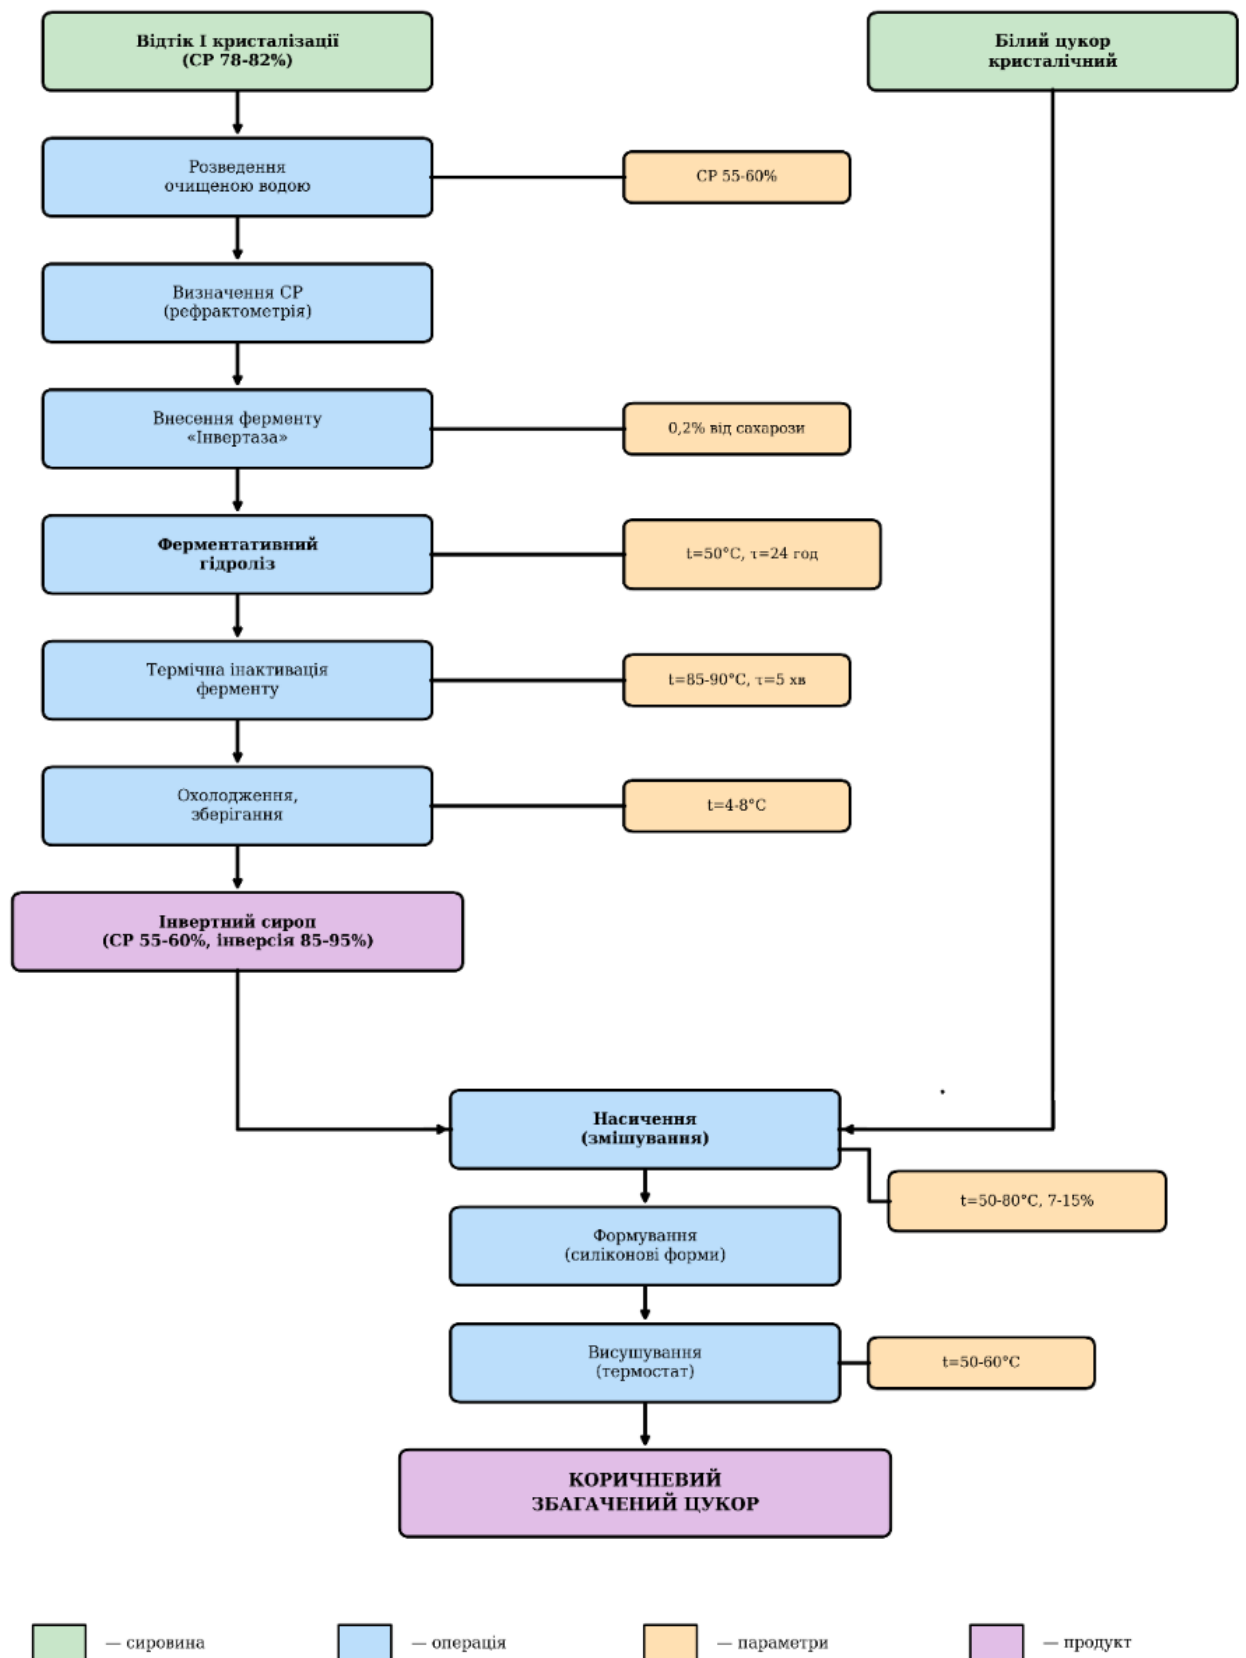 Відтік І кристалізації
(СР 78-82%)
Білий цукор
кристалічний
Розведення
очищеною водою
СР 55-60%
Визначення СР
(рефрактометрія)
Внесення ферменту
«Інвертаза»
0,2% від сахарози
Ферментативний
гідроліз
t=50°C, τ=24 год
Термічна інактивація
ферменту
t=85-90°C, τ=5 хв
Охолодження,
зберігання
t=4-8°C
Інвертний сироп
(СР 55-60%, інверсія 85-95%)
Насичення
(змішування)
t=50-80°C, 7-15%
Формування
(силіконові форми)
Висушування
(термостат)
t=50-60°C
КОРИЧНЕВИЙ
ЗБАГАЧЕНИЙ ЦУКОР
— сировина
— операція
— параметри
— продукт